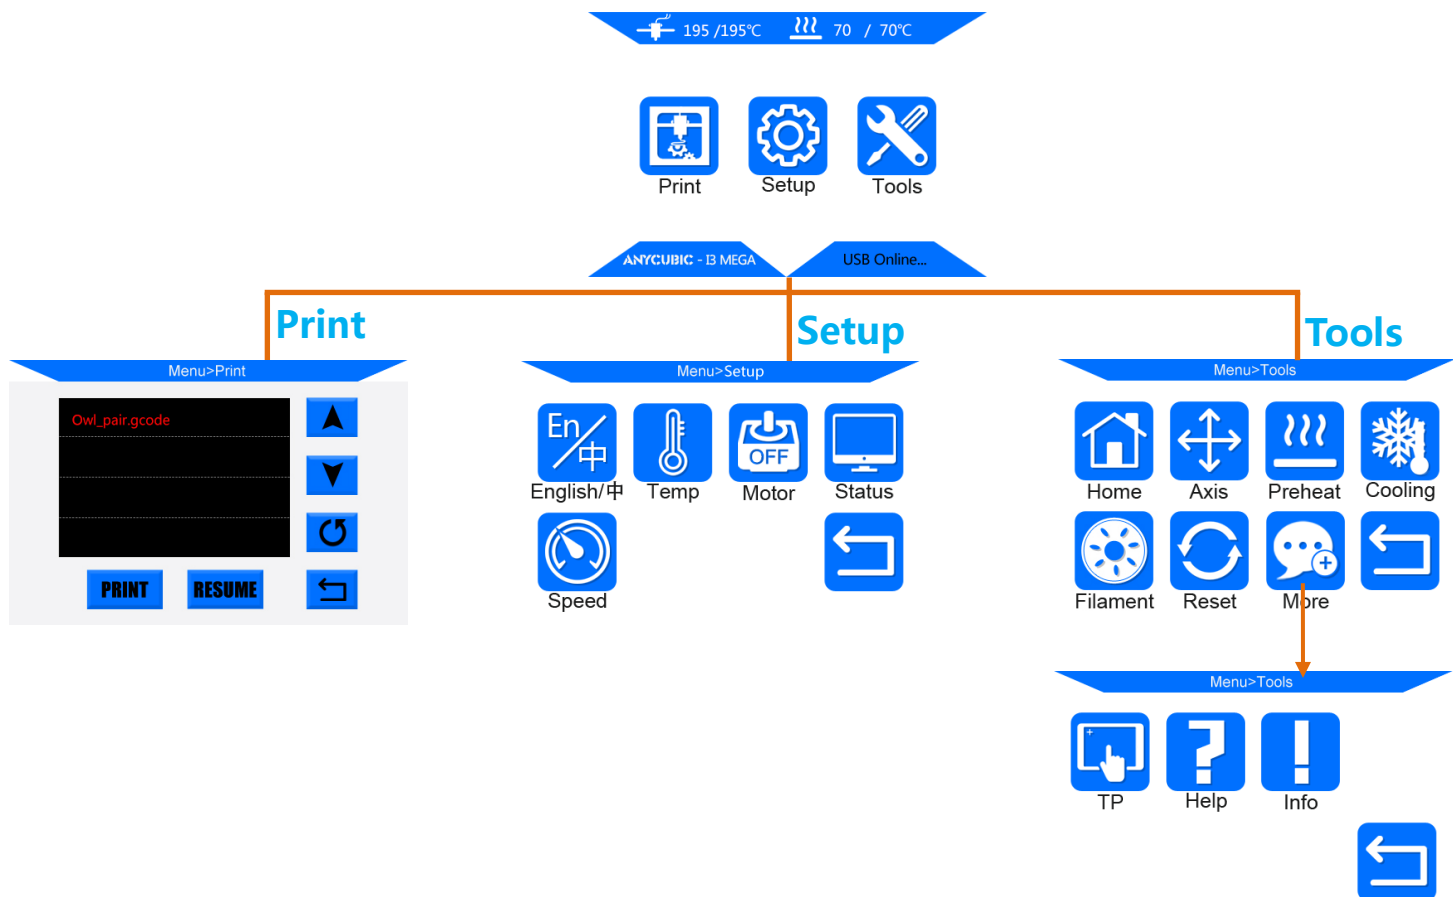 195 /195℃ 70 / 70℃
Print Setup Tools
ANYCUBIC - I3 MEGA USB Online...
Print
Menu>Print
Owl_pair.gcode
PRINT RESUME
Setup
Menu>Setup
En/中 OFF
English/中 Temp Motor Status
Speed
Tools
Menu>Tools
Home Axis Preheat Cooling
Filament Reset More
Menu>Tools
TP Help Info